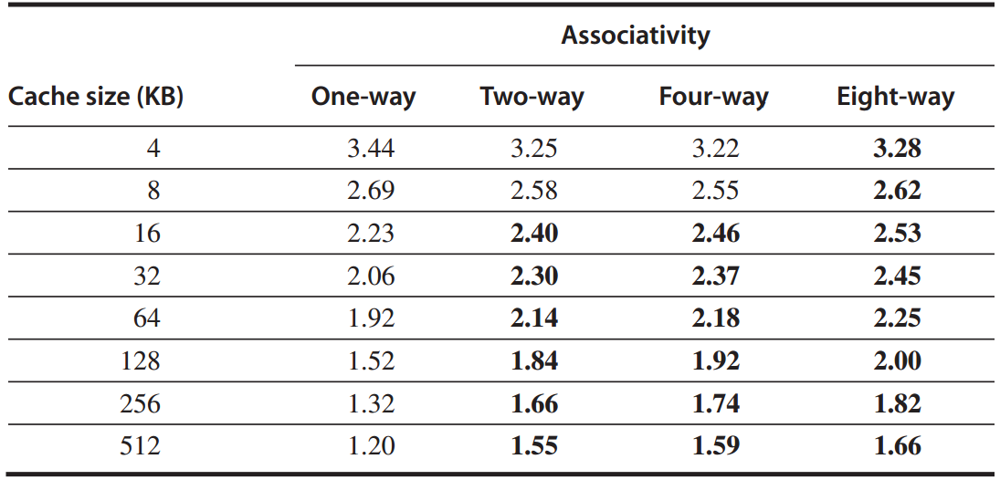 Associativity
Cache size (KB) One-way Two-way Four-way Eight-way
4 3.44 3.25 3.22 3.28
8 2.69 2.58 2.55 2.62
16 2.23 2.40 2.46 2.53
32 2.06 2.30 2.37 2.45
64 1.92 2.14 2.18 2.25
128 1.52 1.84 1.92 2.00
256 1.32 1.66 1.74 1.82
512 1.20 1.55 1.59 1.66